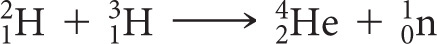 ²₁H + ³₁H ⟶ ⁴₂He + ¹₀n